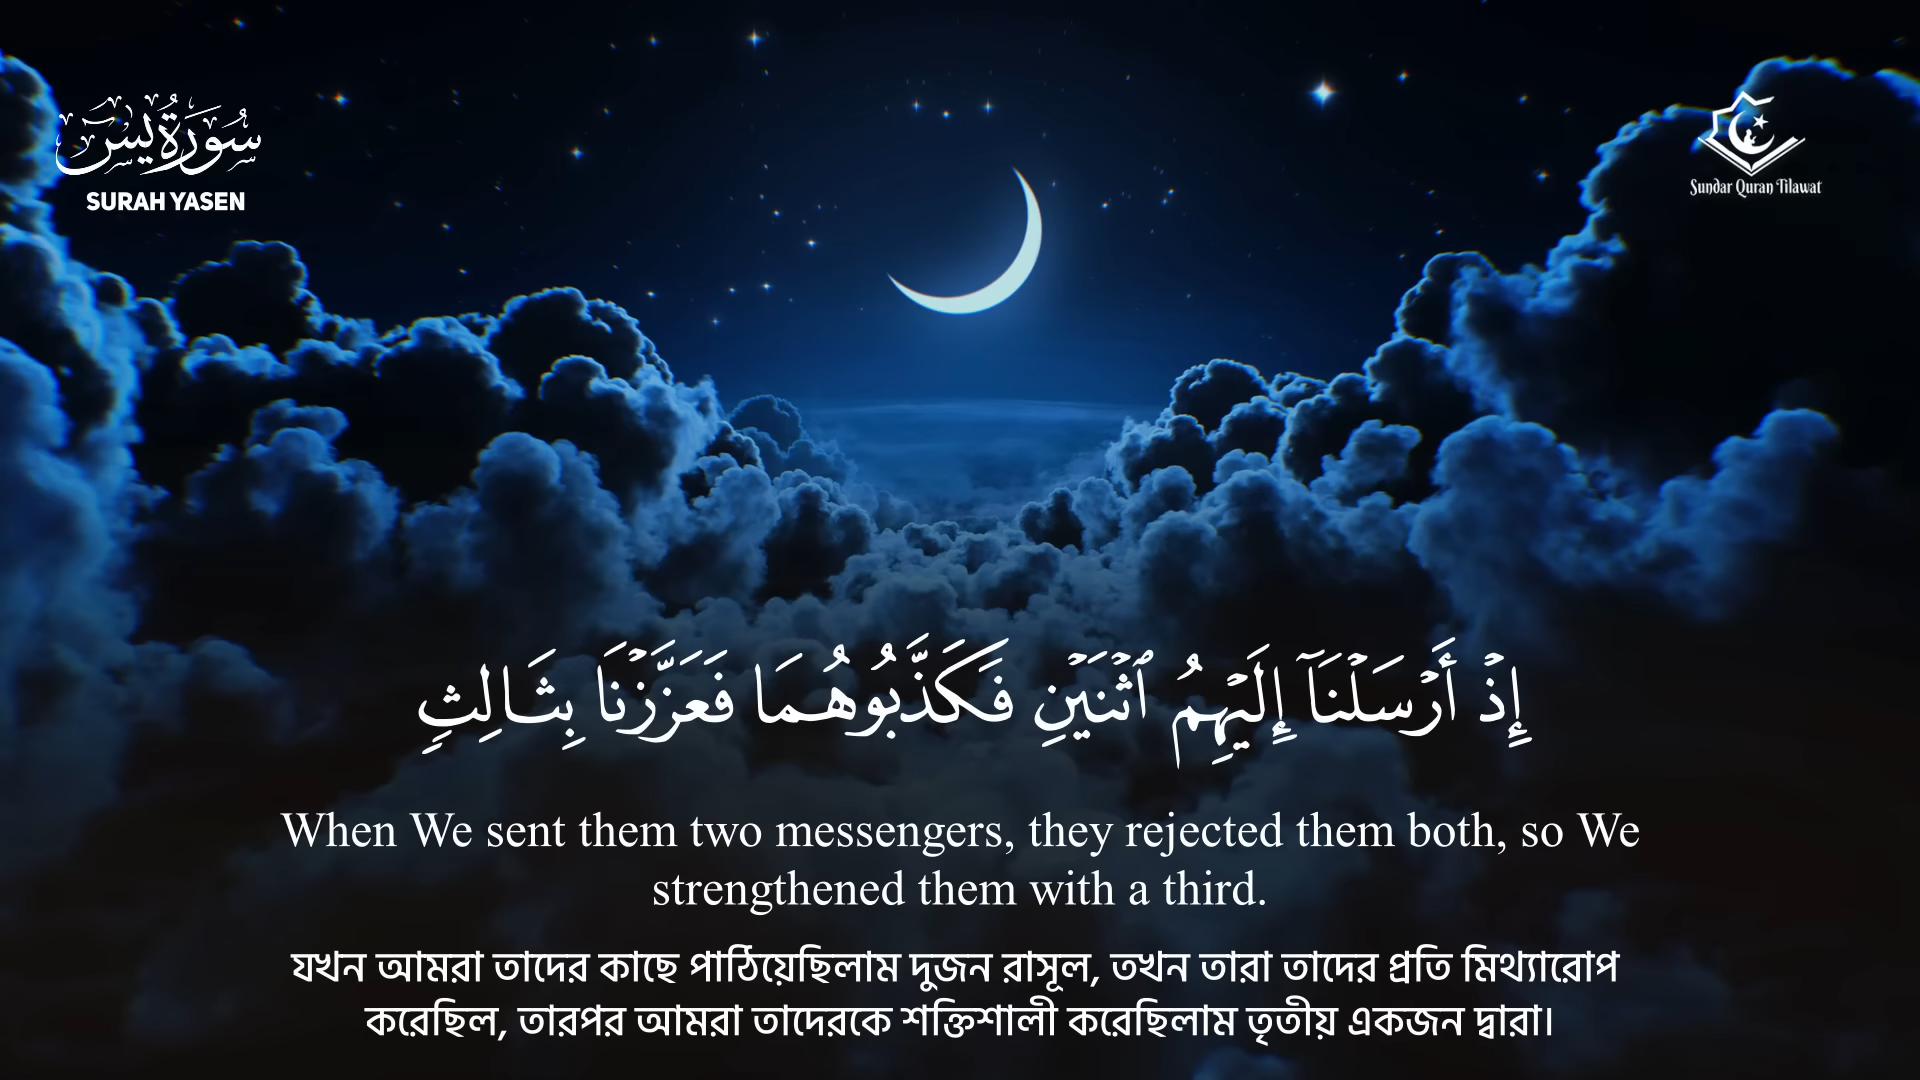 سُورَةُ يس
SURAH YASEN
Sundar Quran Tilawat
إِذْ أَرْسَلْنَآ إِلَيْهِمُ ٱثْنَيْنِ فَكَذَّبُوهُمَا فَعَزَّزْنَا بِثَالِثٍ
When We sent them two messengers, they rejected them both, so We
strengthened them with a third.
যখন আমরা তাদের কাছে পাঠিয়েছিলাম দুজন রাসূল, তখন তারা তাদের প্রতি মিথ্যারোপ
করেছিল, তারপর আমরা তাদেরকে শক্তিশালী করেছিলাম তৃতীয় একজন দ্বারা।